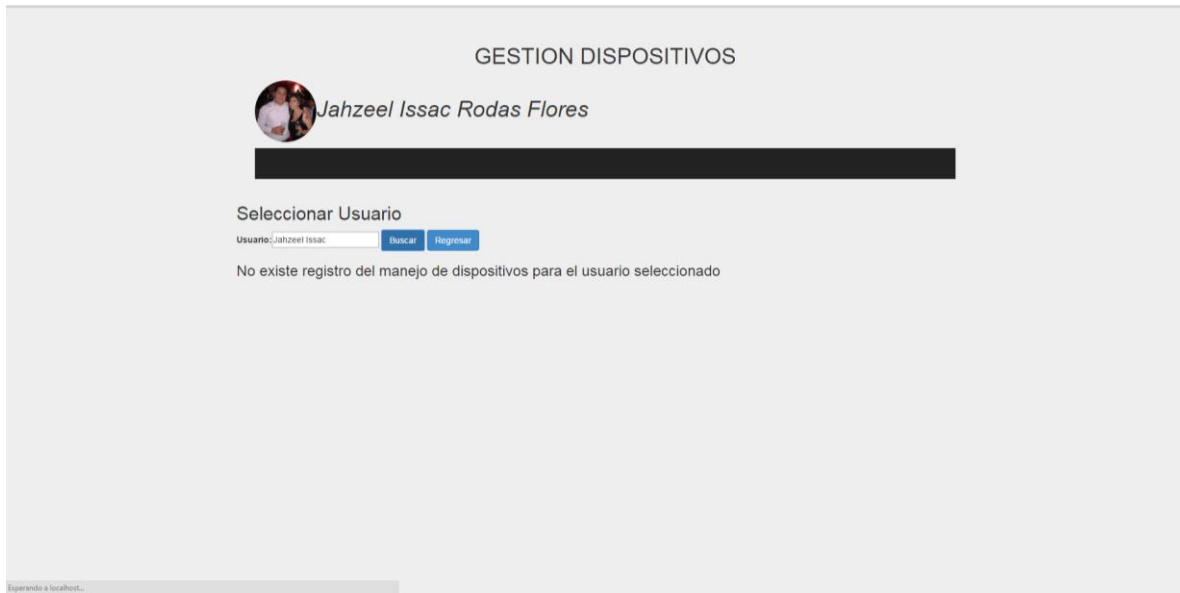 GESTION DISPOSITIVOS
Jahzeel Issac Rodas Flores
Seleccionar Usuario
Usuario: Jahzeel Issac Buscar Regresar
No existe registro del manejo de dispositivos para el usuario seleccionado
Esperando a localhost...